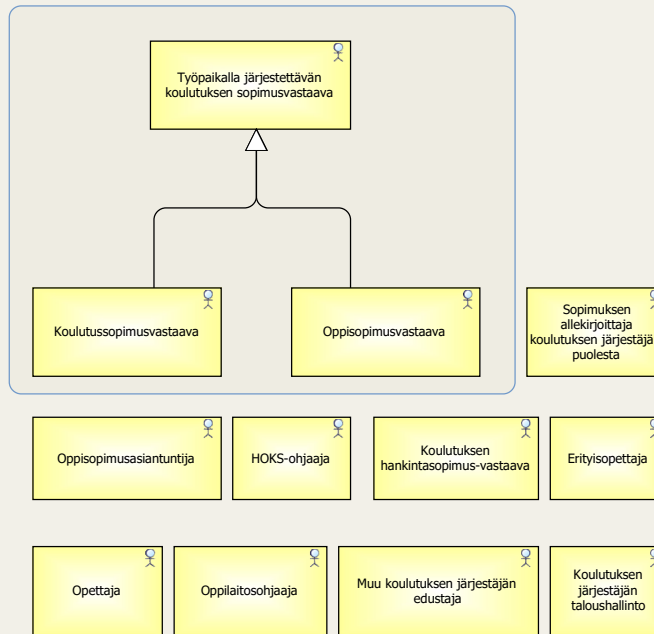 Työpaikalla järjestettävän
koulutuksen sopimusvastaava
Koulutussopimusvastaava
Oppisopimusvastaava
Sopimuksen
allekirjoittaja
koulutuksen järjestäjä
puolesta
Oppisopimusasiantuntija
HOKS-ohjaaja
Koulutuksen
hankintasopimus-vastaava
Erityisopettaja
Opettaja
Oppilaitosohjaaja
Muu koulutuksen järjestäjän
edustaja
Koulutuksen
järjestäjän
taloushallinto